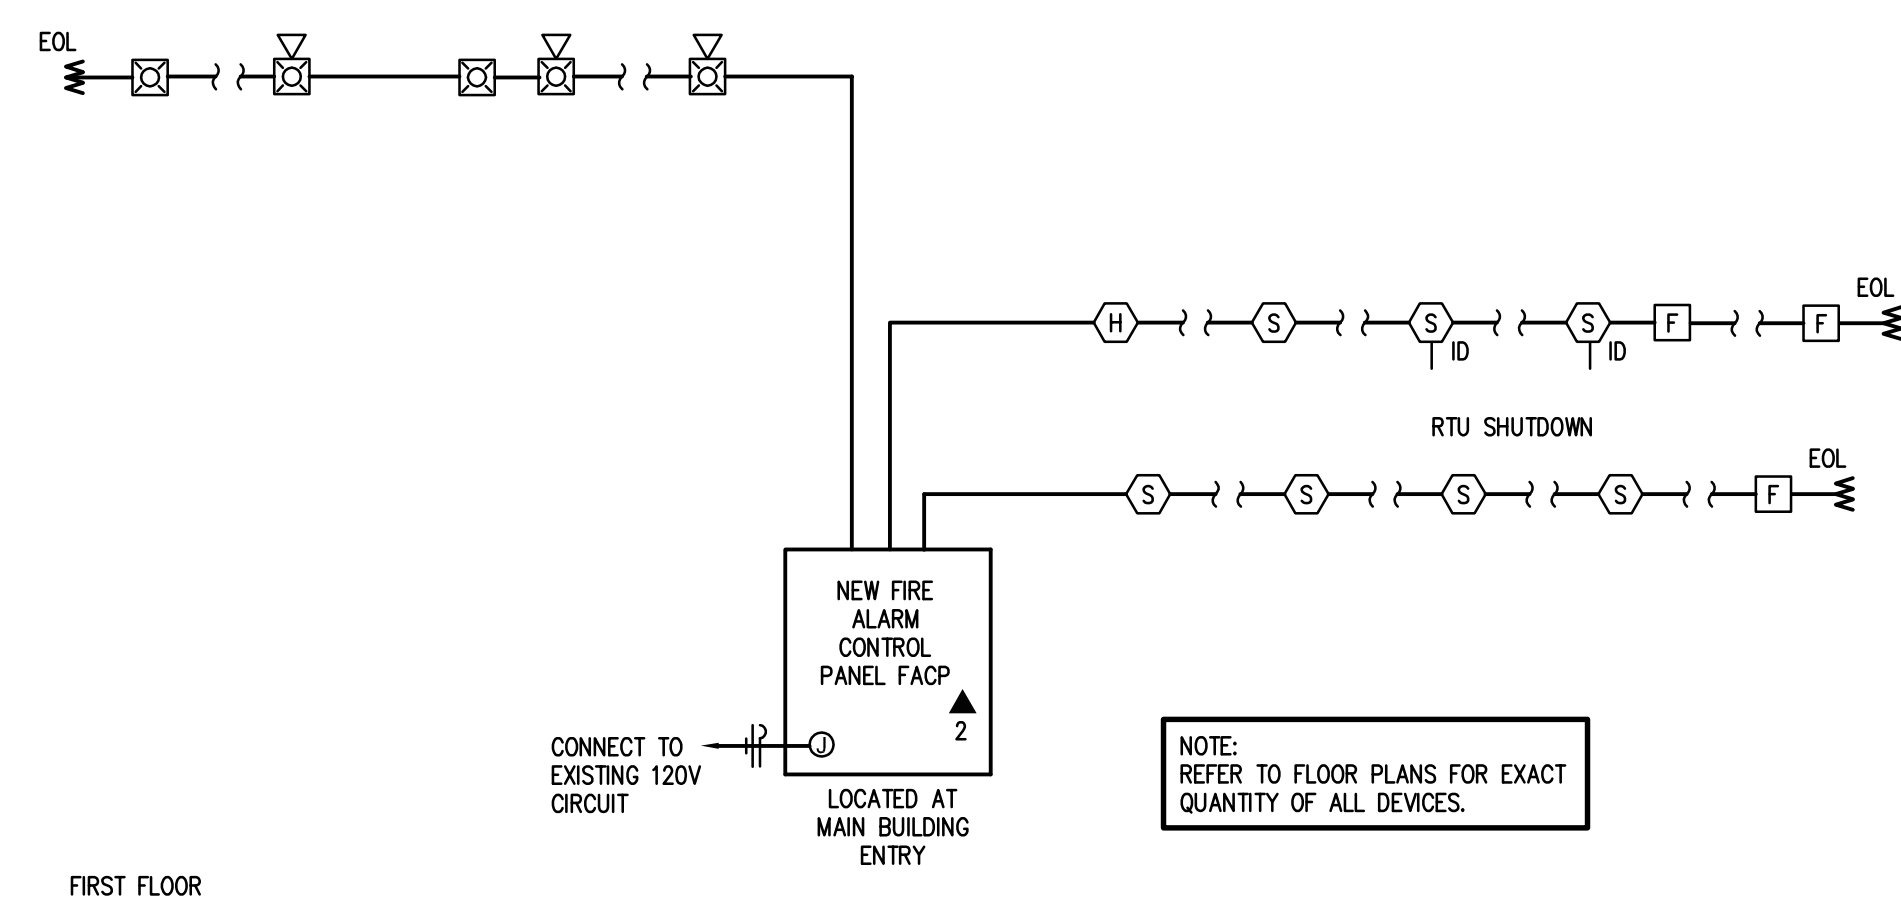 EOL
EOL
H
S
S
S
F
F
ID
ID
RTU SHUTDOWN
EOL
S
S
S
S
F
NEW FIRE
ALARM
CONTROL
PANEL FACP
2
J
CONNECT TO
EXISTING 120V
CIRCUIT
LOCATED AT
MAIN BUILDING
ENTRY
NOTE:
REFER TO FLOOR PLANS FOR EXACT
QUANTITY OF ALL DEVICES.
FIRST FLOOR